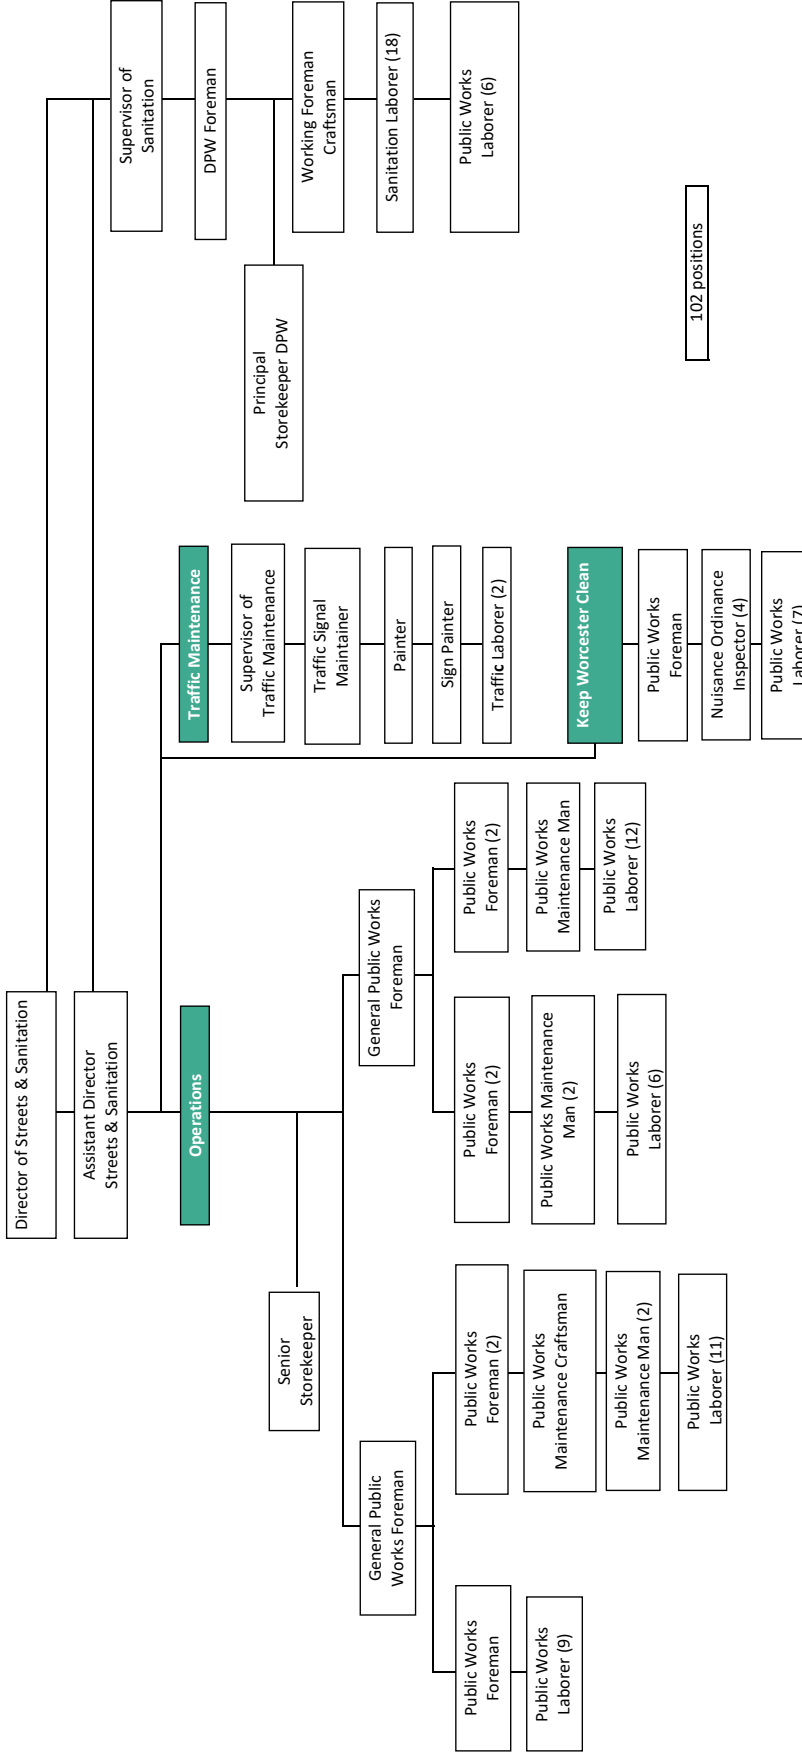 Director of Streets & Sanitation
Assistant Director
Streets & Sanitation
Operations
Senior
Storekeeper
General Public
Works Foreman
Public Works
Foreman
Public Works
Laborer (9)
Public Works
Foreman (2)
Public Works
Maintenance Craftsman
Public Works
Maintenance Man (2)
Public Works
Laborer (11)
General Public Works
Foreman
Public Works
Foreman (2)
Public Works Maintenance
Man (2)
Public Works
Laborer (6)
Public Works
Foreman (2)
Public Works
Maintenance Man
Public Works
Laborer (12)
Traffic Maintenance
Supervisor of
Traffic Maintenance
Traffic Signal
Maintainer
Painter
Sign Painter
Traffic Laborer (2)
Keep Worcester Clean
Public Works
Foreman
Nuisance Ordinance
Inspector (4)
Public Works
Laborer (7)
Supervisor of
Sanitation
DPW Foreman
Principal
Storekeeper DPW
Working Foreman
Craftsman
Sanitation Laborer (18)
Public Works
Laborer (6)
102 positions